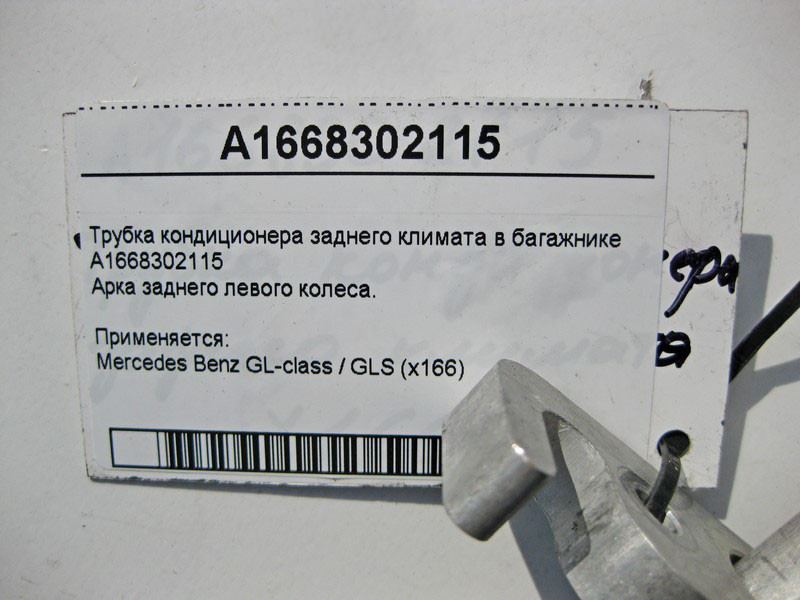 A1668302115
Трубка кондиционера заднего климата в багажнике
A1668302115
Арка заднего левого колеса.
Применяется:
Mercedes Benz GL-class / GLS (x166)